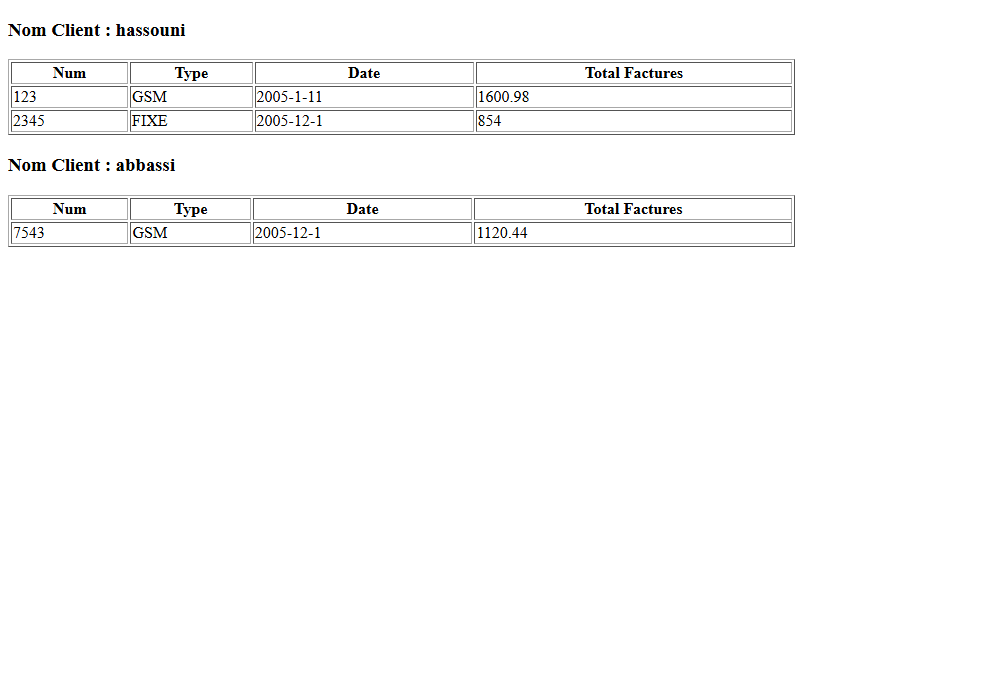 Nom Client : hassouni
Num Type Date Total Factures
123 GSM 2005-1-11 1600.98
2345 FIXE 2005-12-1 854
Nom Client : abbassi
Num Type Date Total Factures
7543 GSM 2005-12-1 1120.44